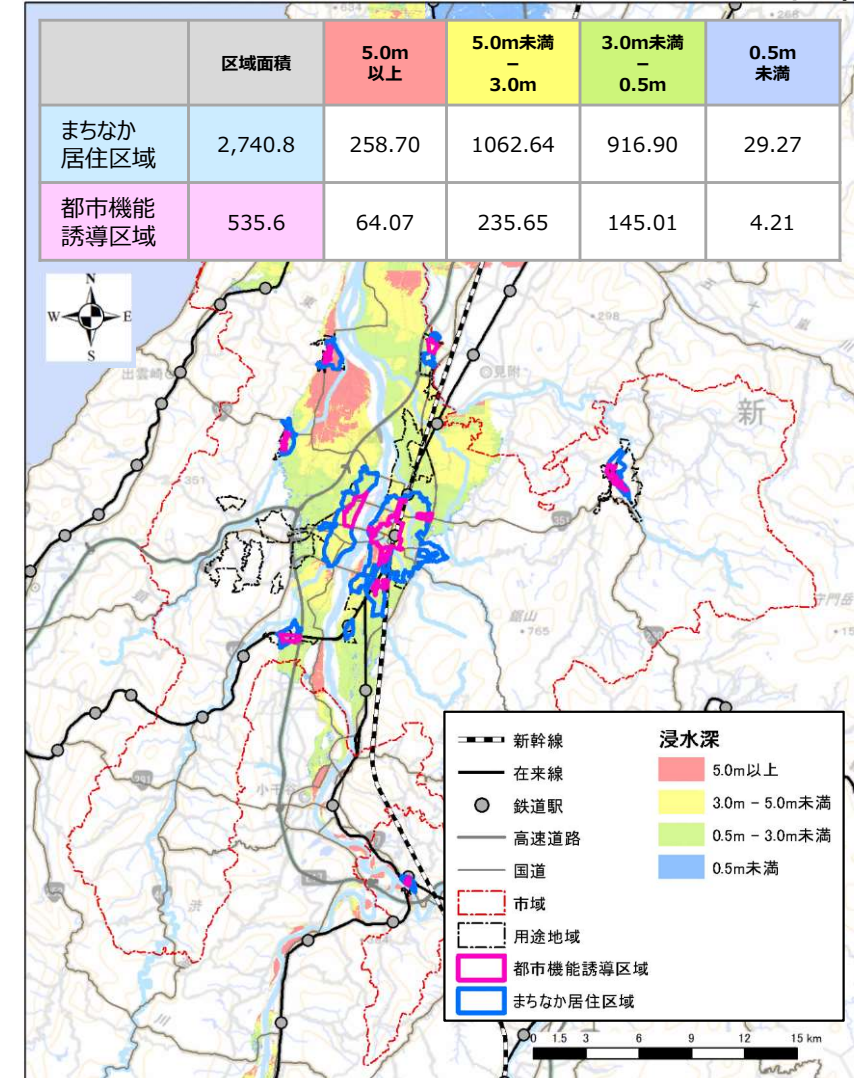 ・634
・266
区域面積
5.0m
以上
5.0m未満
–
3.0m
3.0m未満
–
0.5m
0.5m
未満
まちなか
居住区域
2,740.8
258.70
1062.64
916.90
29.27
都市機能
誘導区域
535.6
64.07
235.65
145.01
4.21
N
W
E
S
・298
出雲崎
見附
新
351
351
鋸山
・765
守門岳
291
小千谷
新幹線
在来線
鉄道駅
高速道路
国道
市域
用途地域
都市機能誘導区域
まちなか居住区域
浸水深
5.0m以上
3.0m - 5.0m未満
0.5m - 3.0m未満
0.5m未満
0 1.5 3 6 9 12 15 km